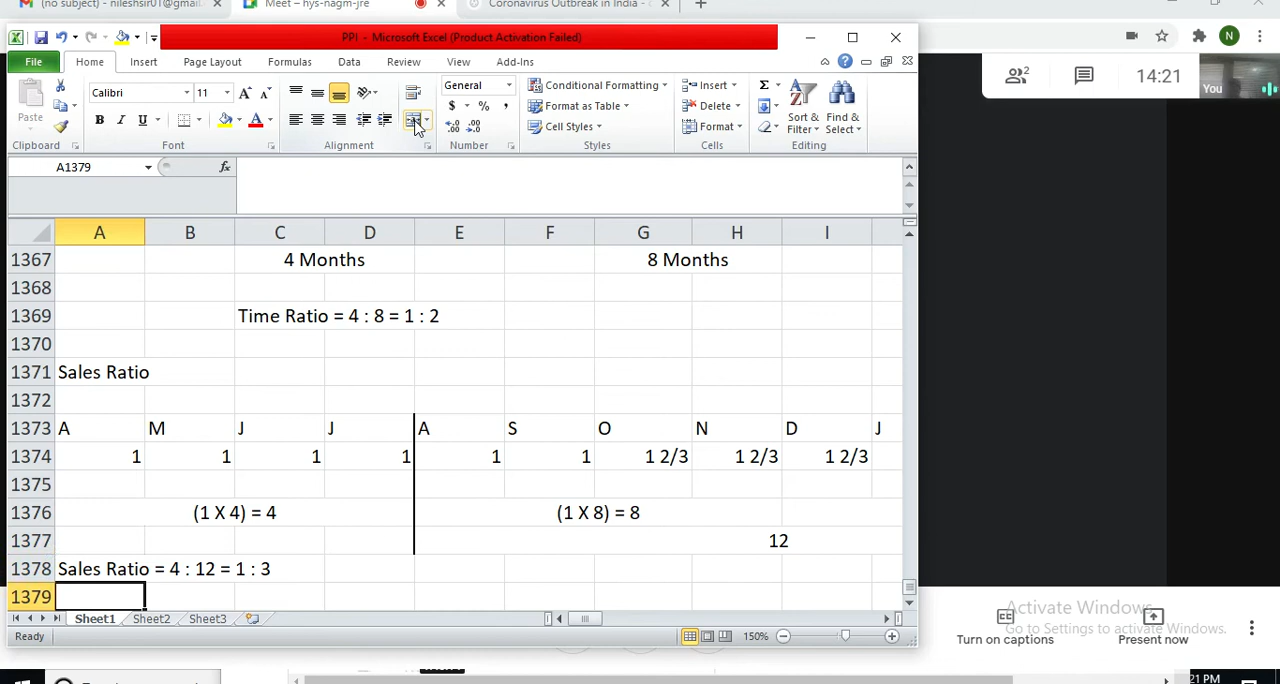 (no subject) - nileshsir01@gmail
Meet – hys-nagm-jre
Coronavirus Outbreak in India -
PPI - Microsoft Excel (Product Activation Failed)
N
File Home Insert Page Layout Formulas Data Review View Add-Ins
2
14:21
You
Paste
Clipboard
Calibri 11
B I U
Font
Alignment
General
$ % ,
Number
Conditional Formatting
Format as Table
Cell Styles
Styles
Insert
Delete
Format
Cells
Σ
Sort &
Filter
Find &
Select
Editing
A1379
fx
A B C D E F G H I
1367 4 Months 8 Months
1368
1369 Time Ratio = 4 : 8 = 1 : 2
1370
1371 Sales Ratio
1372
1373 A M J J A S O N D J
1374 1 1 1 1 1 1 1 2/3 1 2/3 1 2/3
1375
1376 (1 X 4) = 4 (1 X 8) = 8
1377 12
1378 Sales Ratio = 4 : 12 = 1 : 3
1379
Sheet1 Sheet2 Sheet3
Ready
150%
Activate Windows
Go to Settings to activate Windows.
CC
Turn on captions
Present now
21 PM